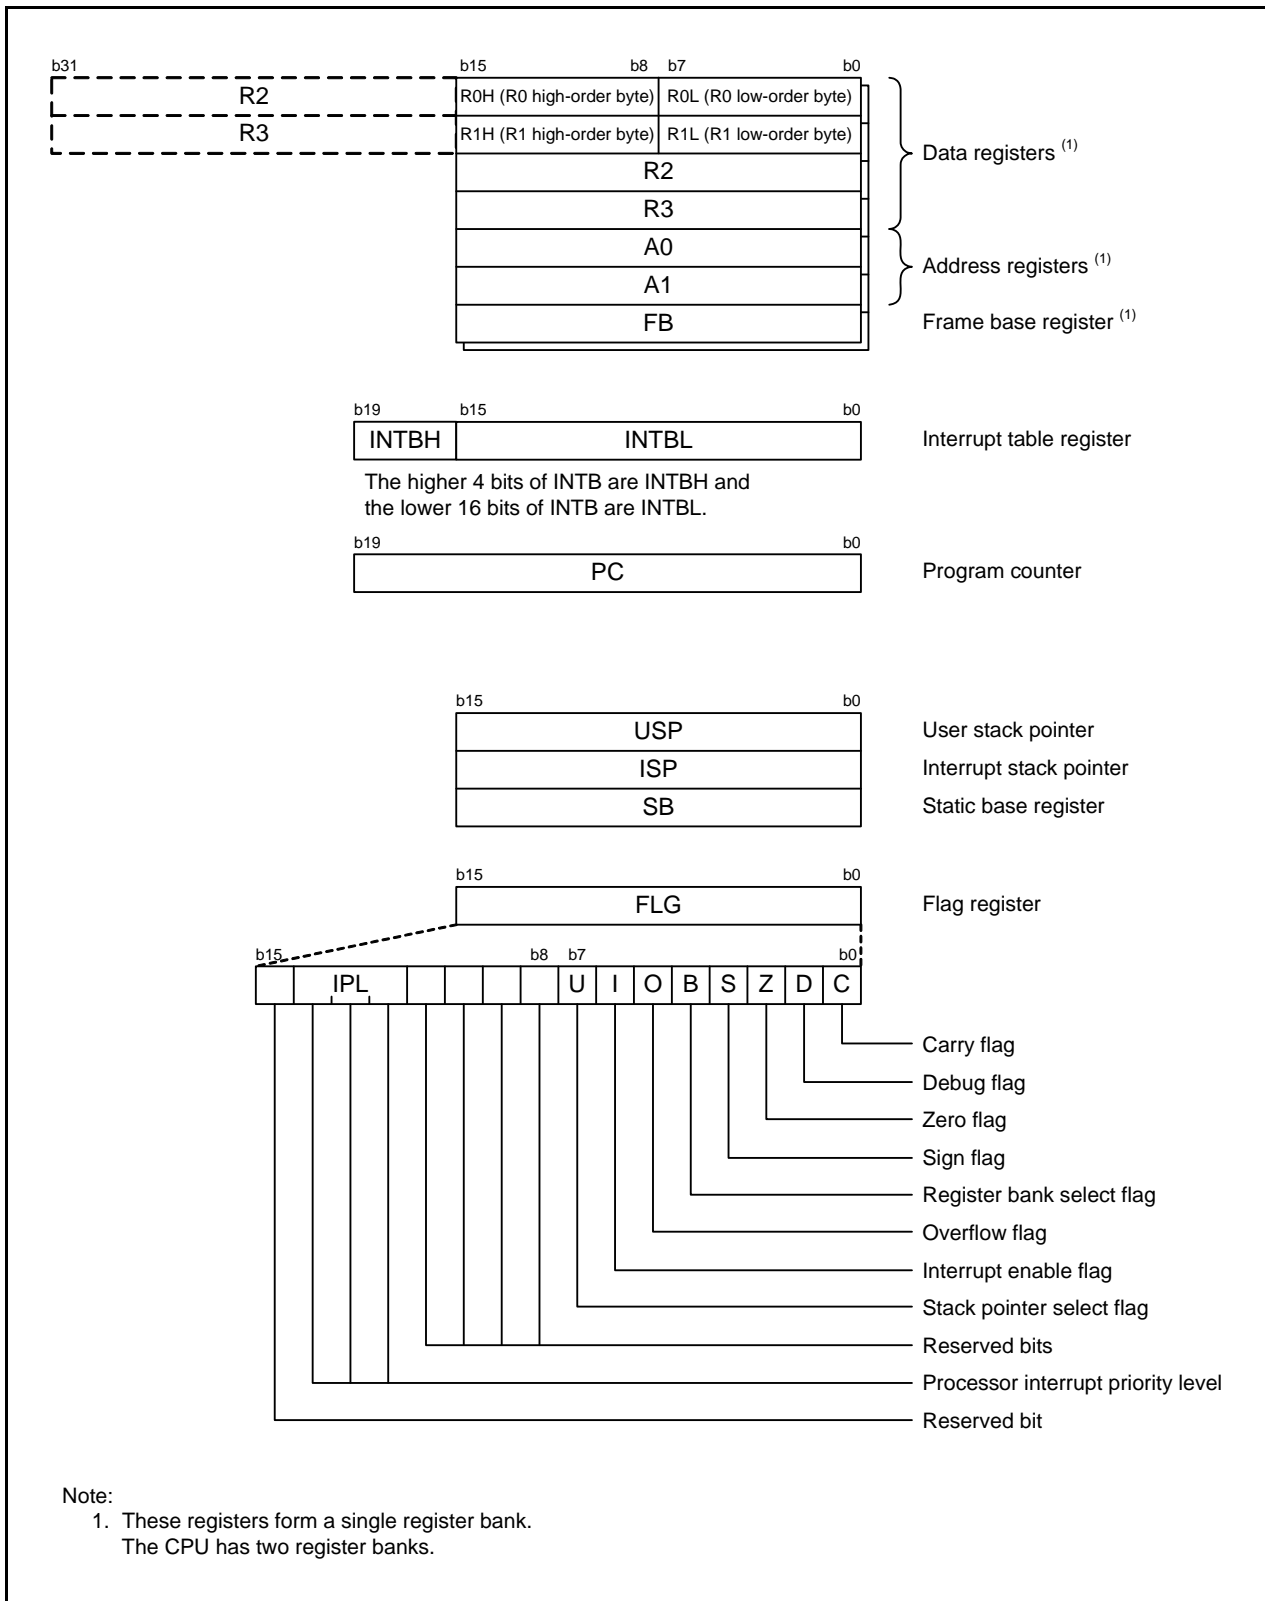 b31 b15 b8 b7 b0
R2 R0H (R0 high-order byte) R0L (R0 low-order byte)
R3 R1H (R1 high-order byte) R1L (R1 low-order byte)
Data registers (1)
R2
R3
A0
Address registers (1)
A1
FB Frame base register (1)
b19 b15 b0
INTBH INTBL Interrupt table register
The higher 4 bits of INTB are INTBH and
the lower 16 bits of INTB are INTBL.
b19 b0
PC Program counter
b15 b0
USP User stack pointer
ISP Interrupt stack pointer
SB Static base register
b15 b0
FLG Flag register
b15 b8 b7 b0
IPL U I O B S Z D C
Carry flag
Debug flag
Zero flag
Sign flag
Register bank select flag
Overflow flag
Interrupt enable flag
Stack pointer select flag
Reserved bits
Processor interrupt priority level
Reserved bit
Note:
1. These registers form a single register bank.
The CPU has two register banks.